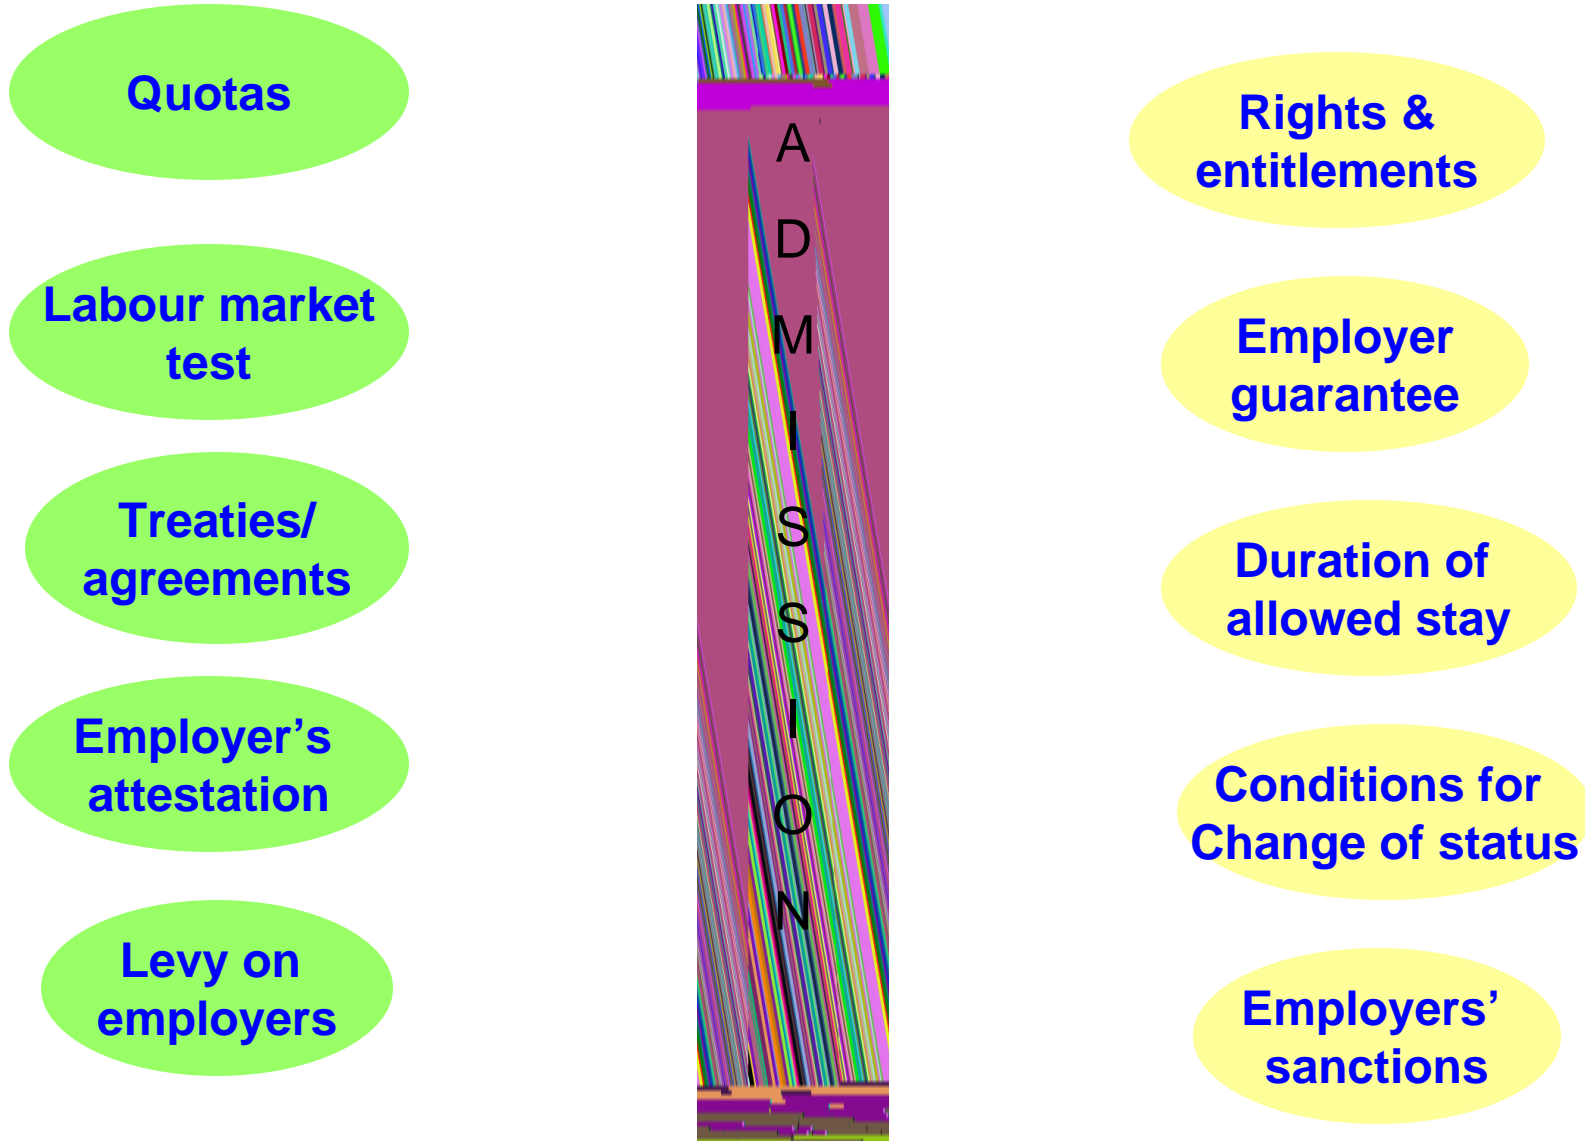 Quotas
Labour market
test
Treaties/
agreements
Employer’s
attestation
Levy on
employers
A
D
M
I
S
S
I
O
N
Rights &
entitlements
Employer
guarantee
Duration of
allowed stay
Conditions for
Change of status
Employers’
sanctions